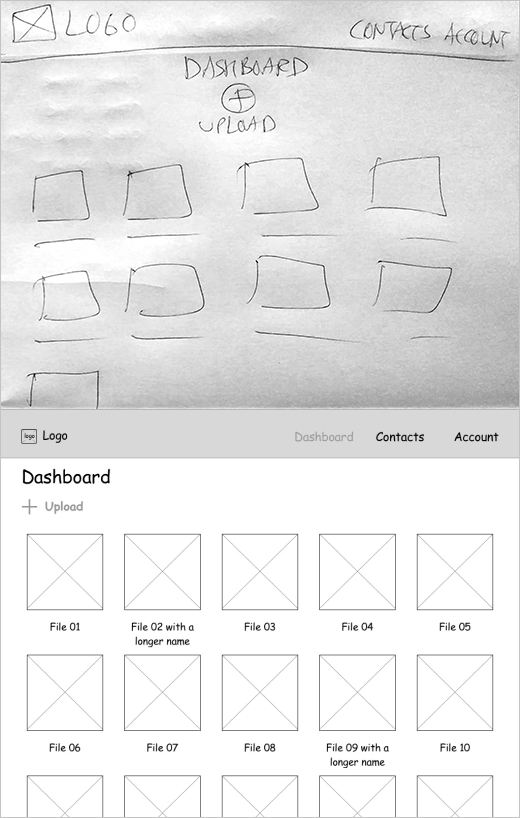 LOGO CONTACTS ACCOUNT
DASHBOARD
UPLOAD
logo Logo Dashboard Contacts Account
Dashboard
Upload
File 01 File 02 with a File 03 File 04 File 05
longer name
File 06 File 07 File 08 File 09 with a File 10
longer name